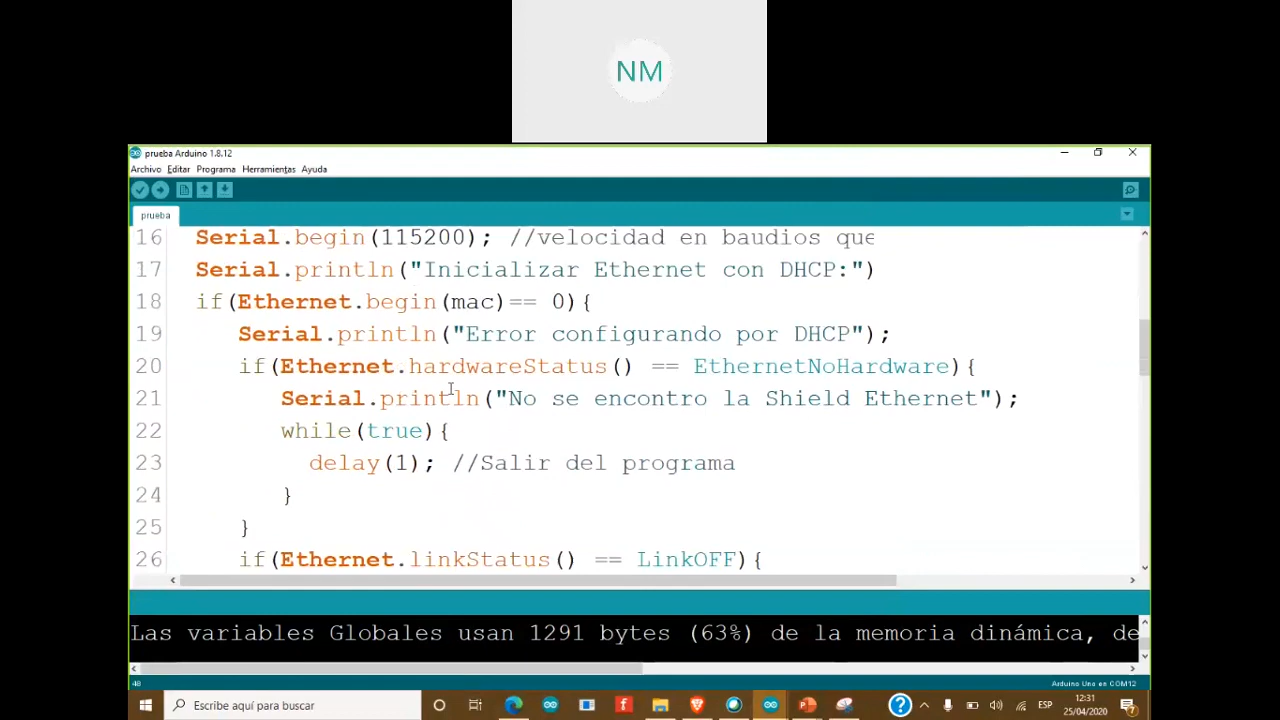 NM
prueba Arduino 1.8.12
Archivo Editar Programa Herramientas Ayuda
prueba
16 Serial.begin(115200); //velocidad en baudios que
17 Serial.println("Inicializar Ethernet con DHCP:")
18 if(Ethernet.begin(mac)== 0){
19 Serial.println("Error configurando por DHCP");
20 if(Ethernet.hardwareStatus() == EthernetNoHardware){
21 Serial.println("No se encontro la Shield Ethernet");
22 while(true){
23 delay(1); //Salir del programa
24 }
25 }
26 if(Ethernet.linkStatus() == LinkOFF){
Las variables Globales usan 1291 bytes (63%) de la memoria dinámica, de
48 Arduino Uno en COM12
Escribe aquí para buscar
ESP
12:31
25/04/2020
7